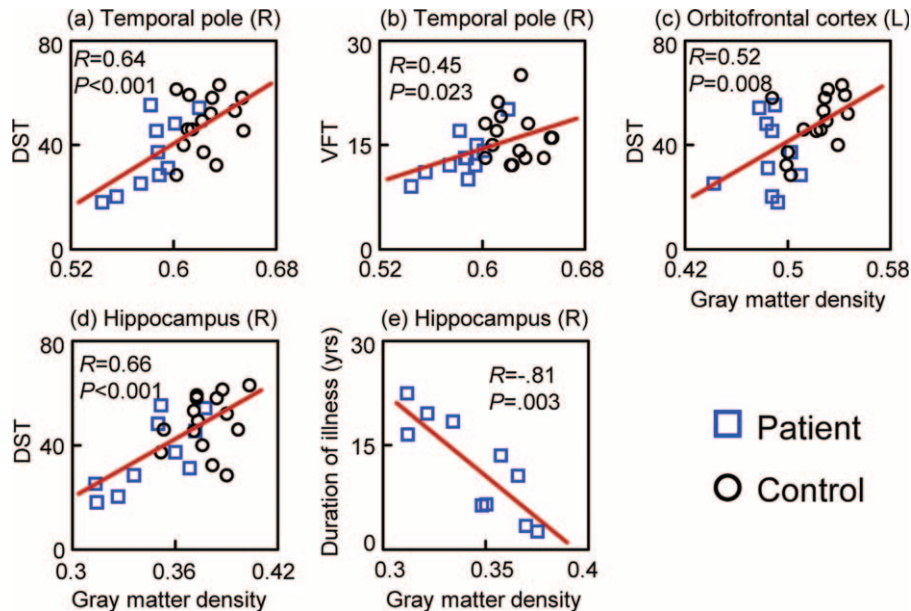 (a) Temporal pole (R)
(b) Temporal pole (R)
(c) Orbitofrontal cortex (L)
80
R=0.64
P<0.001
DST
40
0
0.52
0.6
0.68
30
R=0.45
P=0.023
VFT
15
0
0.52
0.6
0.68
80
R=0.52
P=0.008
DST
40
0
0.42
0.5
0.58
Gray matter density
(d) Hippocampus (R)
(e) Hippocampus (R)
80
R=0.66
P<0.001
DST
40
0
0.3
0.36
0.42
Gray matter density
30
R=-.81
P=.003
Duration of illness (yrs)
15
0
0.3
0.35
0.4
Gray matter density
Patient
Control